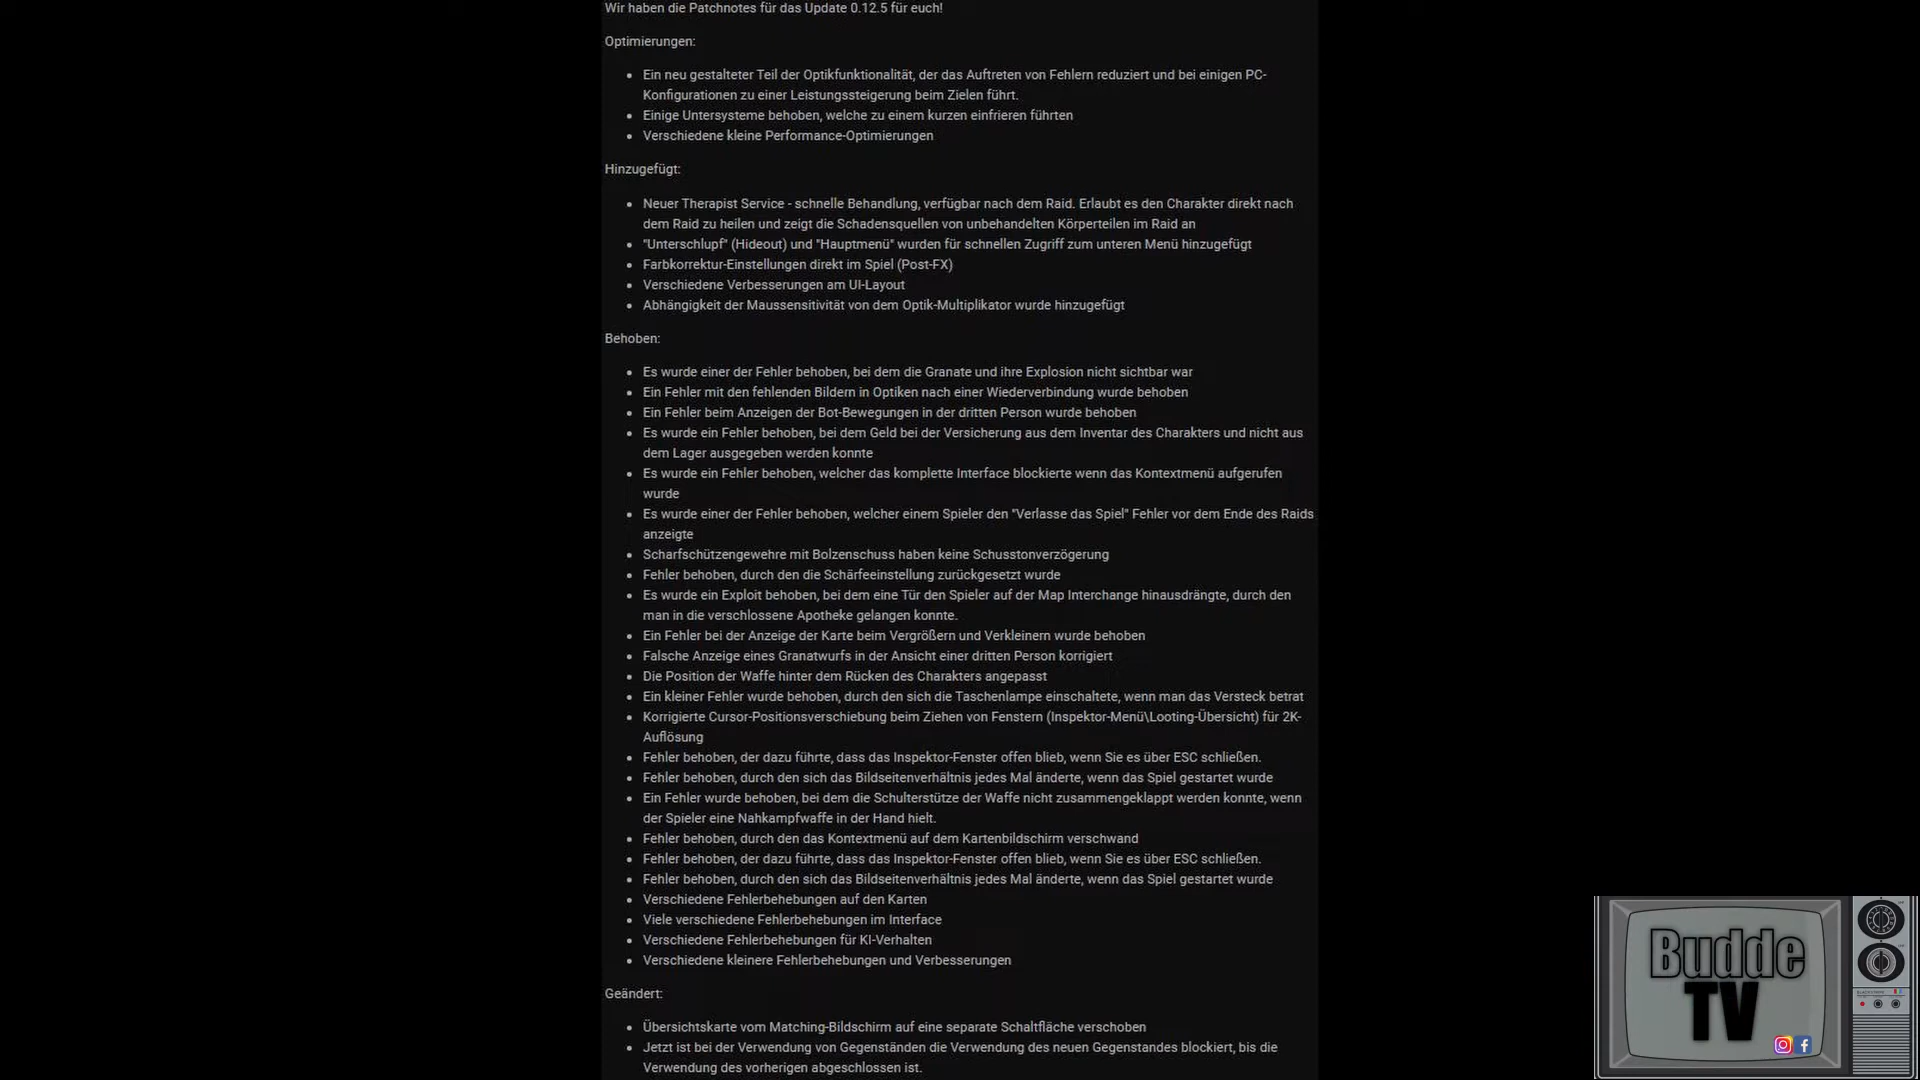 Wir haben die Patchnotes für das Update 0.12.5 für euch!
Optimierungen:
Ein neu gestalteter Teil der Optikfunktionalität, der das Auftreten von Fehlern reduziert und bei einigen PC-
Konfigurationen zu einer Leistungssteigerung beim Zielen führt.
Einige Untersysteme behoben, welche zu einem kurzen einfrieren führten
Verschiedene kleine Performance-Optimierungen
Hinzugefügt:
Neuer Therapist Service - schnelle Behandlung, verfügbar nach dem Raid. Erlaubt es den Charakter direkt nach
dem Raid zu heilen und zeigt die Schadensquellen von unbehandelten Körperteilen im Raid an
"Unterschlupf" (Hideout) und "Hauptmenü" wurden für schnellen Zugriff zum unteren Menü hinzugefügt
Farbkorrektur-Einstellungen direkt im Spiel (Post-FX)
Verschiedene Verbesserungen am UI-Layout
Abhängigkeit der Maussensitivität von dem Optik-Multiplikator wurde hinzugefügt
Behoben:
Es wurde einer der Fehler behoben, bei dem die Granate und ihre Explosion nicht sichtbar war
Ein Fehler mit den fehlenden Bildern in Optiken nach einer Wiederverbindung wurde behoben
Ein Fehler beim Anzeigen der Bot-Bewegungen in der dritten Person wurde behoben
Es wurde ein Fehler behoben, bei dem Geld bei der Versicherung aus dem Inventar des Charakters und nicht aus
dem Lager ausgegeben werden konnte
Es wurde ein Fehler behoben, welcher das komplette Interface blockierte wenn das Kontextmenü aufgerufen
wurde
Es wurde einer der Fehler behoben, welcher einem Spieler den "Verlasse das Spiel" Fehler vor dem Ende des Raids
anzeigte
Scharfschützengewehre mit Bolzenschuss haben keine Schusstonverzögerung
Fehler behoben, durch den die Schärfeeinstellung zurückgesetzt wurde
Es wurde ein Exploit behoben, bei dem eine Tür den Spieler auf der Map Interchange hinausdrängte, durch den
man in die verschlossene Apotheke gelangen konnte.
Ein Fehler bei der Anzeige der Karte beim Vergrößern und Verkleinern wurde behoben
Falsche Anzeige eines Granatwurfs in der Ansicht einer dritten Person korrigiert
Die Position der Waffe hinter dem Rücken des Charakters angepasst
Ein kleiner Fehler wurde behoben, durch den sich die Taschenlampe einschaltete, wenn man das Versteck betrat
Korrigierte Cursor-Positionsverschiebung beim Ziehen von Fenstern (Inspektor-Menü\Looting-Übersicht) für 2K-
Auflösung
Fehler behoben, der dazu führte, dass das Inspektor-Fenster offen blieb, wenn Sie es über ESC schließen.
Fehler behoben, durch den sich das Bildseitenverhältnis jedes Mal änderte, wenn das Spiel gestartet wurde
Ein Fehler wurde behoben, bei dem die Schulterstütze der Waffe nicht zusammengeklappt werden konnte, wenn
der Spieler eine Nahkampfwaffe in der Hand hielt.
Fehler behoben, durch den das Kontextmenü auf dem Kartenbildschirm verschwand
Fehler behoben, der dazu führte, dass das Inspektor-Fenster offen blieb, wenn Sie es über ESC schließen.
Fehler behoben, durch den sich das Bildseitenverhältnis jedes Mal änderte, wenn das Spiel gestartet wurde
Verschiedene Fehlerbehebungen auf den Karten
Viele verschiedene Fehlerbehebungen im Interface
Verschiedene Fehlerbehebungen für KI-Verhalten
Verschiedene kleinere Fehlerbehebungen und Verbesserungen
Geändert:
Übersichtskarte vom Matching-Bildschirm auf eine separate Schaltfläche verschoben
Jetzt ist bei der Verwendung von Gegenständen die Verwendung des neuen Gegenstandes blockiert, bis die
Verwendung des vorherigen abgeschlossen ist.
Budde
TV